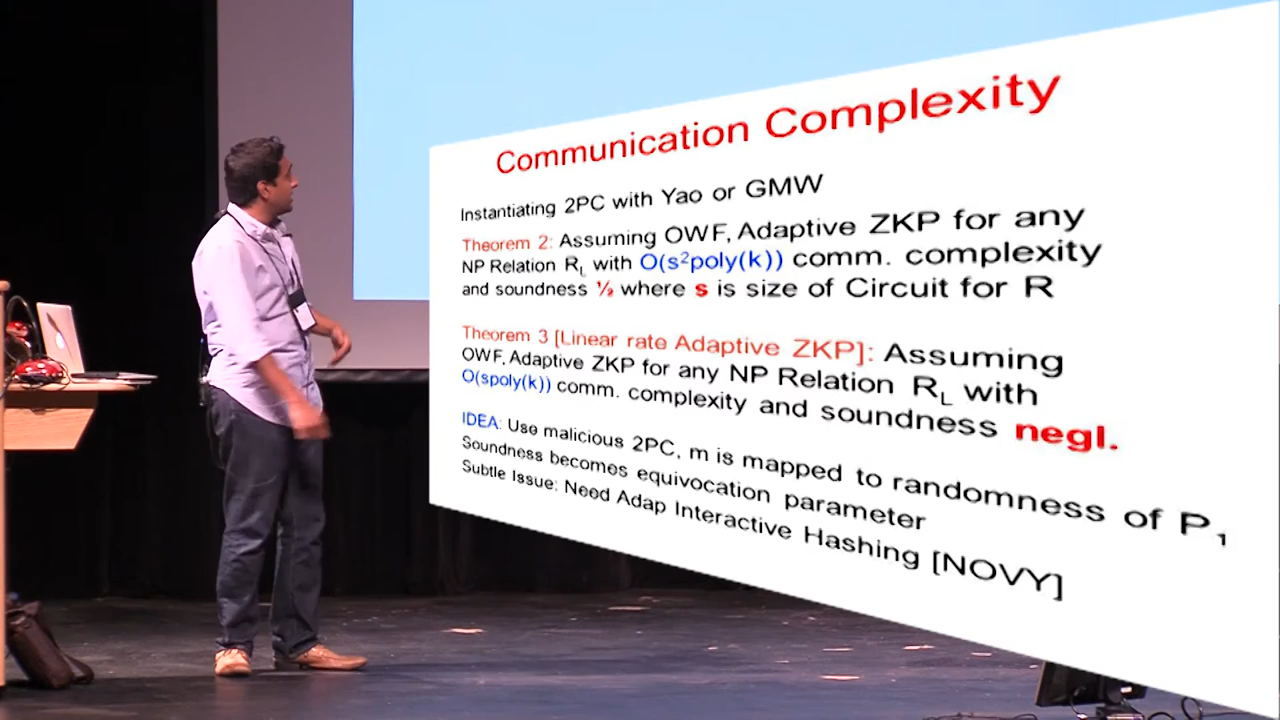 Communication Complexity
Instantiating 2PC with Yao or GMW
Theorem 2: Assuming OWF, Adaptive ZKP for any
NP Relation R_L with O(s²poly(k)) comm. complexity
and soundness ½ where s is size of Circuit for R
Theorem 3 [Linear rate Adaptive ZKP]: Assuming
OWF, Adaptive ZKP for any NP Relation R_L with
O(spoly(k)) comm. complexity and soundness negl.
IDEA: Use malicious 2PC, m is mapped to randomness of P₁
Soundness becomes equivocation parameter
Subtle Issue: Need Adap Interactive Hashing [NOVY]